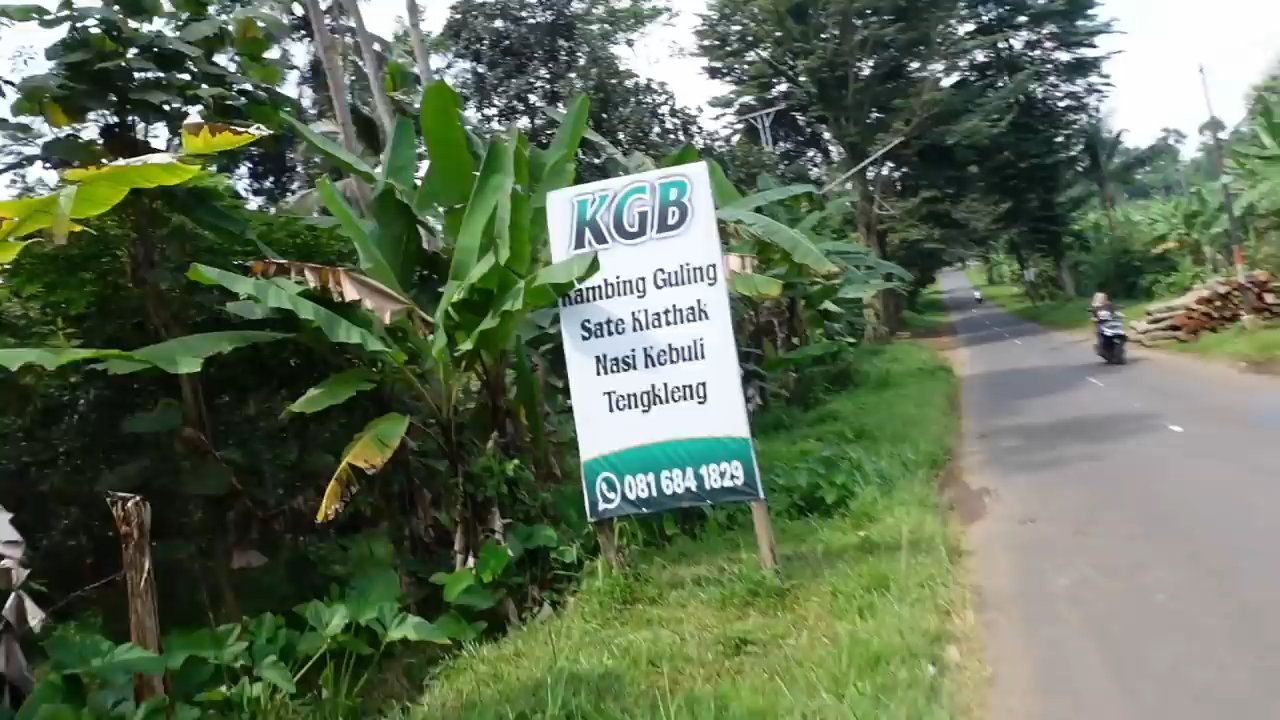 KGB
Kambing Guling
Sate Klathak
Nasi Kebuli
Tengkleng
081 684 1829